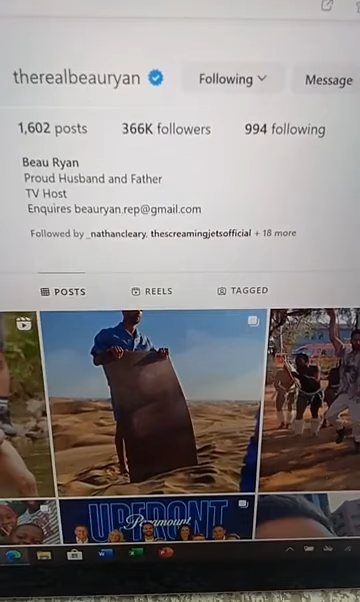 therealbeauryan Following Message
1,602 posts 366K followers 994 following
Beau Ryan
Proud Husband and Father
TV Host
Enquires beauryan.rep@gmail.com
Followed by _nathancleary, thescreamingjetsofficial + 18 more
POSTS REELS TAGGED
UPFRONT
Paramount